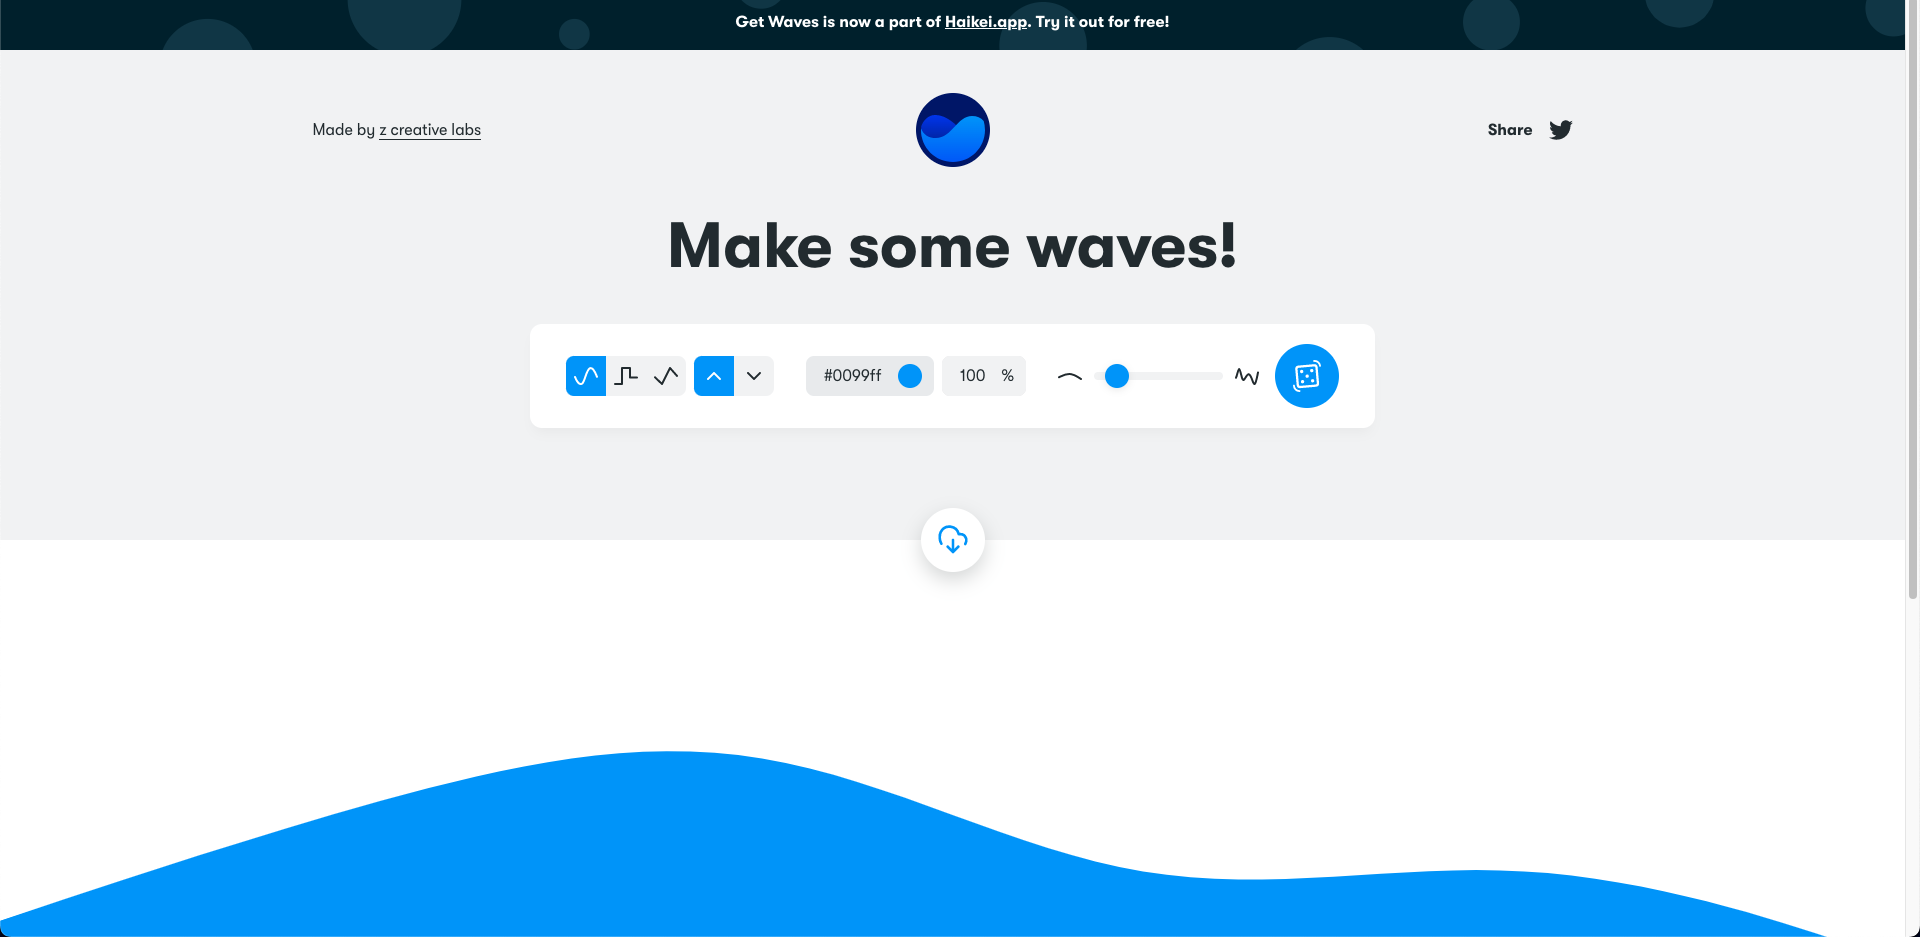 Get Waves is now a part of Haikei.app. Try it out for free!
Made by z creative labs
Share
Make some waves!
#0099ff
100 %